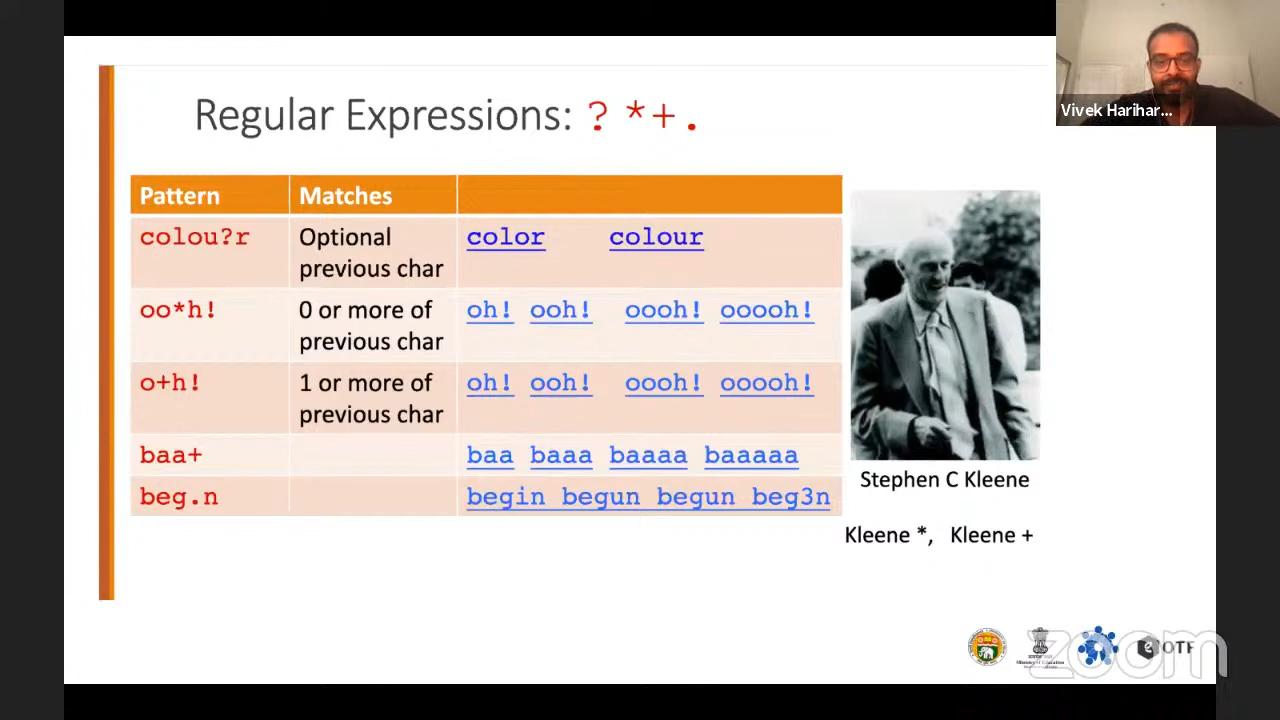 Vivek Harihar...
Regular Expressions: ? *+.
Pattern Matches
colou?r Optional previous char color colour
oo*h! 0 or more of previous char oh! ooh! oooh! ooooh!
o+h! 1 or more of previous char oh! ooh! oooh! ooooh!
baa+ baa baaa baaaa baaaaa
beg.n begin begun begun beg3n
Stephen C Kleene
Kleene *, Kleene +
zoom